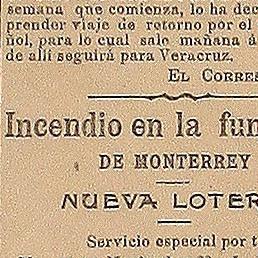 semana que comienza, lo ha dec
prender viaje de retorno por el
ñol, para lo cual sale mañana á
de allí seguirá para Veracruz.
EL CORRES
Incendio en la fun
DE MONTERREY
NUEVA LOTER
Servicio especial por t